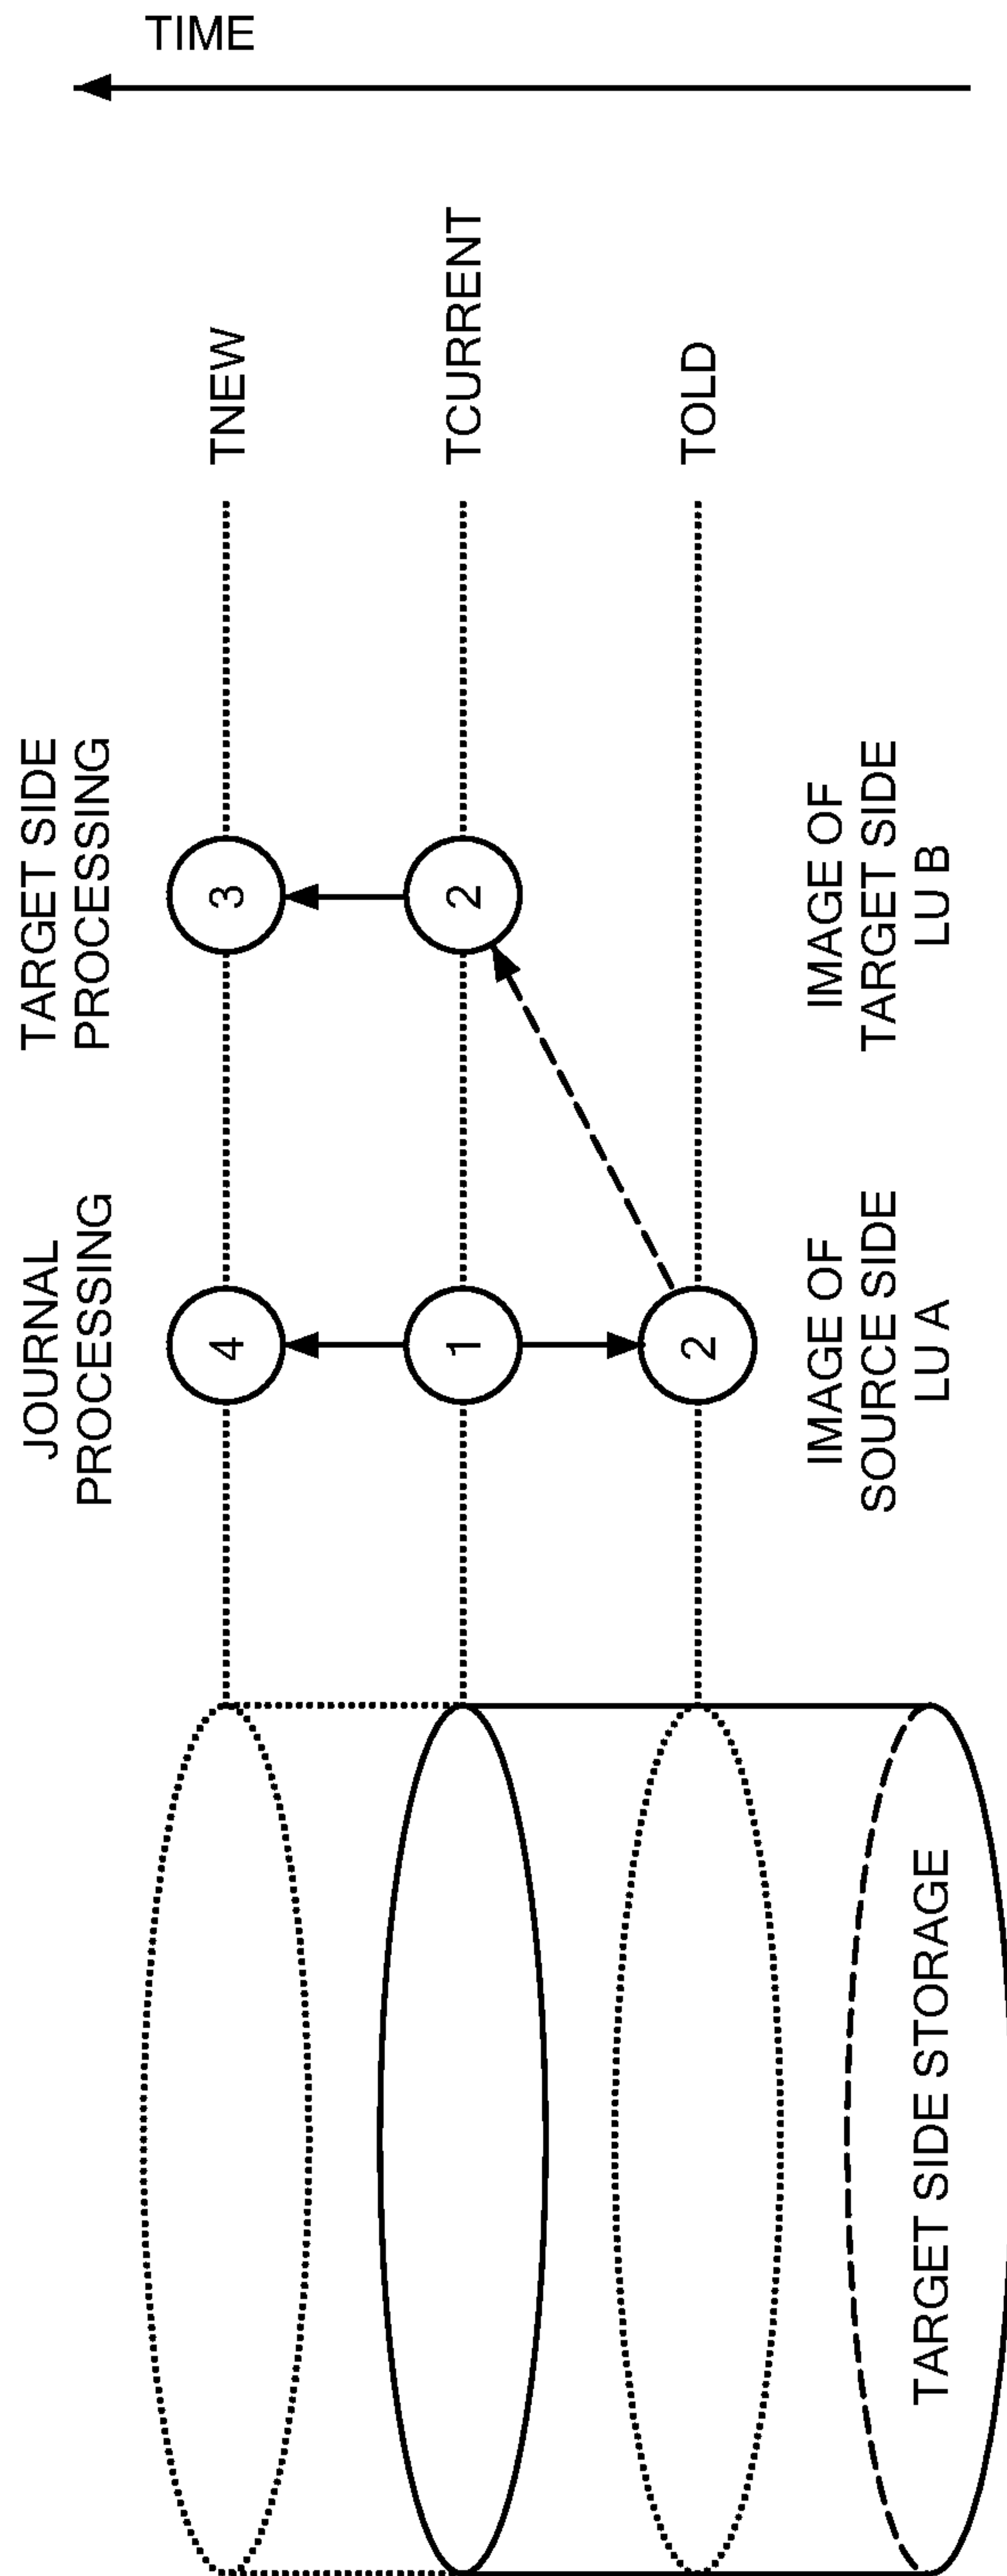 JOURNAL
PROCESSING
TARGET SIDE
PROCESSING
TIME
4
3
TNEW
1
2
TCURRENT
2
TOLD
IMAGE OF
SOURCE SIDE
LU A
IMAGE OF
TARGET SIDE
LU B
TARGET SIDE STORAGE